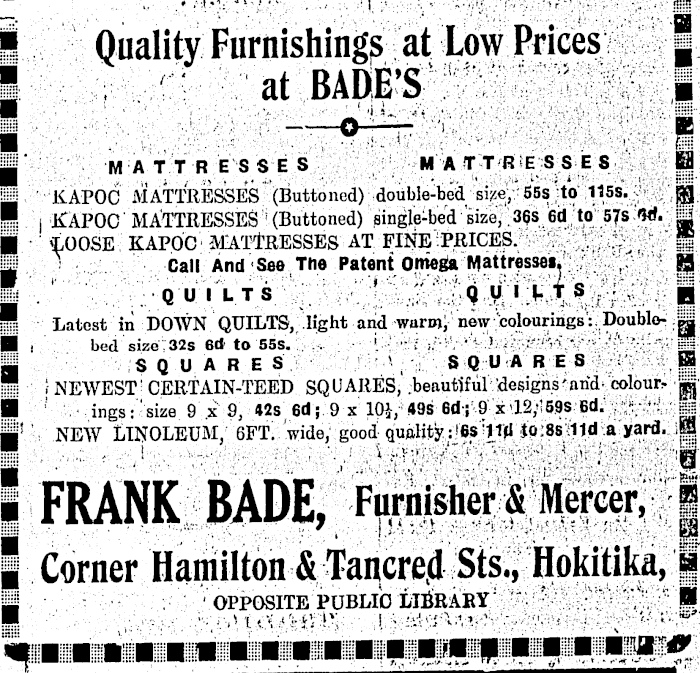 Quality Furnishings at Low Prices
at BADE'S
MATTRESSES MATTRESSES
KAPOC MATTRESSES (Buttoned) double-bed size, 55s to 115s.
KAPOC MATTRESSES (Buttoned) single-bed size, 36s 6d to 57s 6d.
LOOSE KAPOC MATTRESSES AT FINE PRICES.
Call And See The Patent Omega Mattresses.
QUILTS QUILTS
Latest in DOWN QUILTS, light and warm, new colourings: Double-
bed size 32s 6d to 55s.
SQUARES SQUARES
NEWEST CERTAIN-TEED SQUARES, beautiful designs and colour-
ings: size 9 x 9, 42s 6d; 9 x 10½, 49s 6d; 9 x 12, 59s 6d.
NEW LINOLEUM, 6FT. wide, good quality: 6s 11d to 8s 11d a yard.
FRANK BADE, Furnisher & Mercer,
Corner Hamilton & Tancred Sts., Hokitika,
OPPOSITE PUBLIC LIBRARY